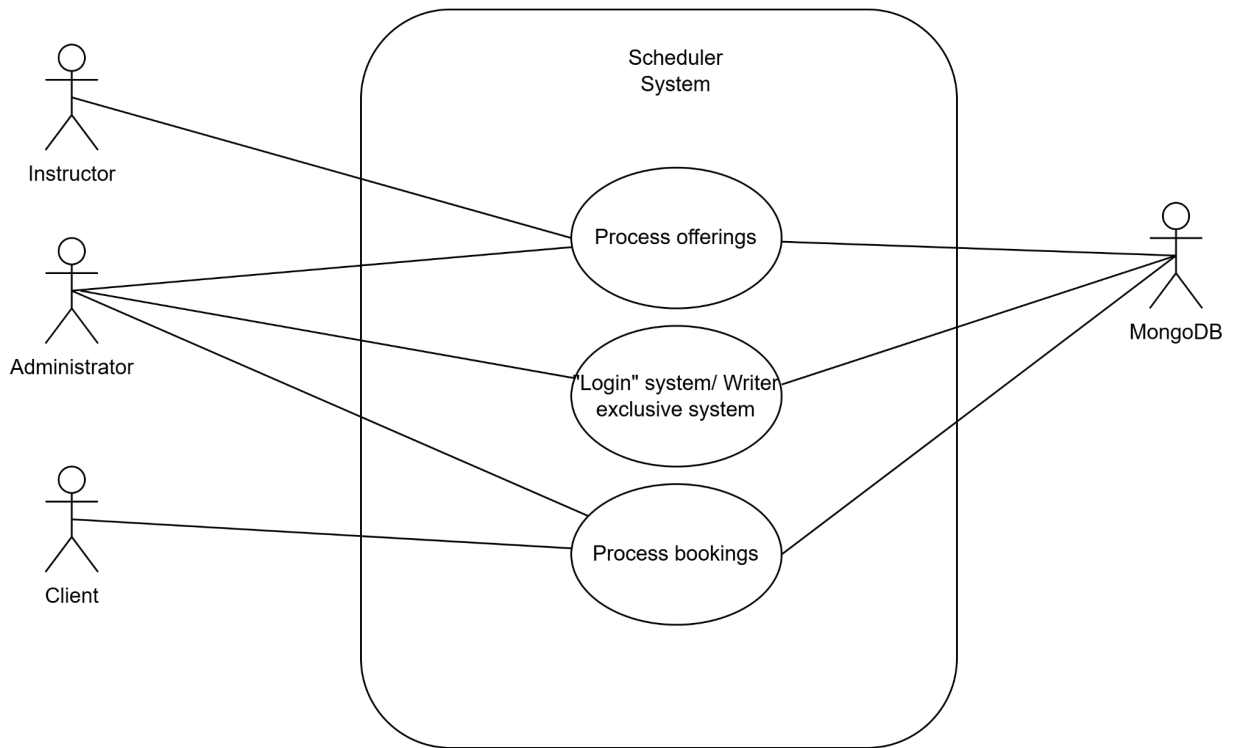 Scheduler
System
Instructor
Process offerings
MongoDB
Administrator
"Login" system/ Writer
exclusive system
Process bookings
Client